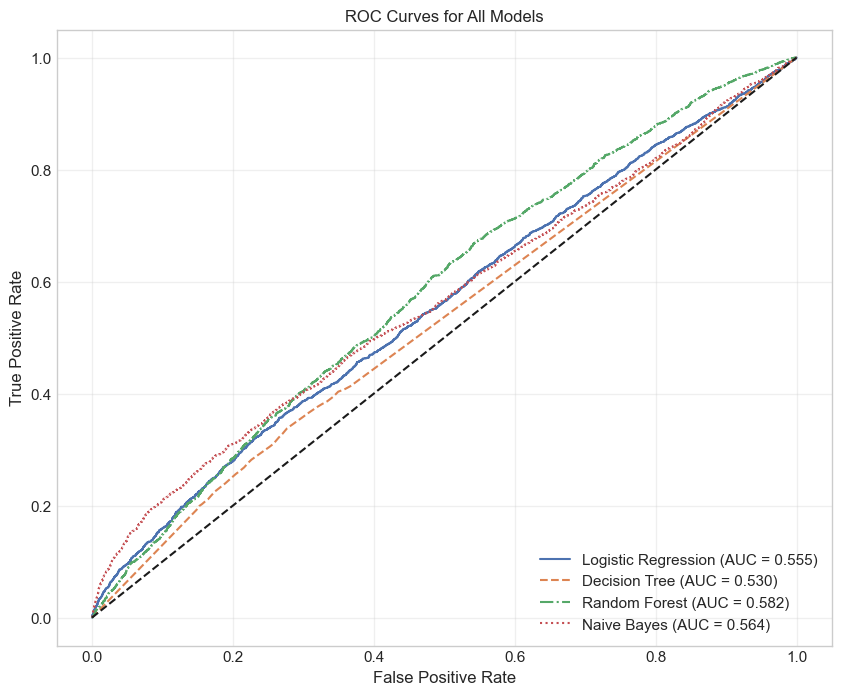 ROC Curves for All Models
True Positive Rate
1.0
0.8
0.6
0.4
0.2
0.0
Logistic Regression (AUC = 0.555)
Decision Tree (AUC = 0.530)
Random Forest (AUC = 0.582)
Naive Bayes (AUC = 0.564)
0.0 0.2 0.4 0.6 0.8 1.0
False Positive Rate